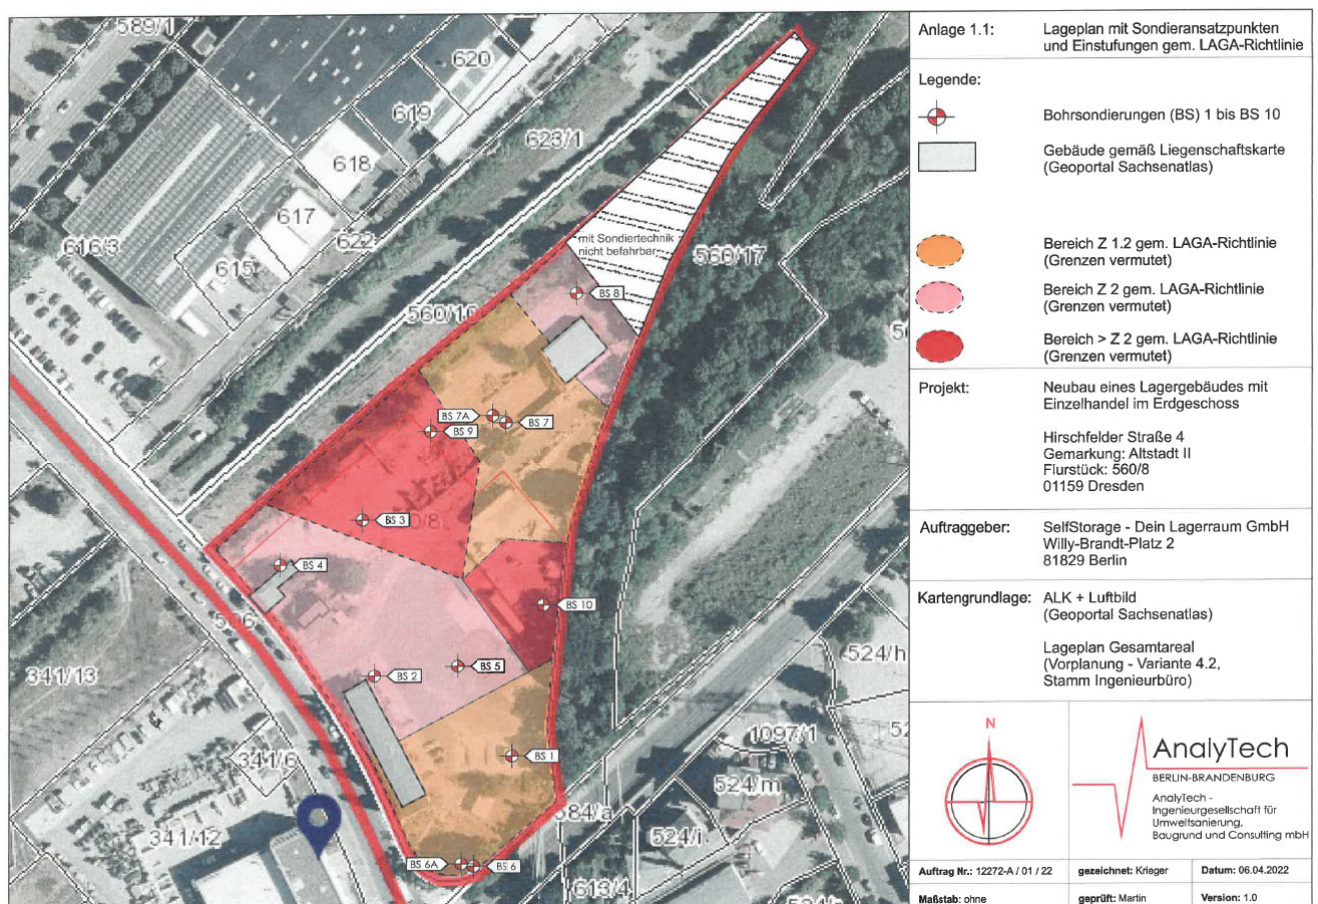 589/1
620
619
618
617
623/1
622
616/3
615
mit Sondiertechnik
nicht befahrbar
560/17
BS 8
560/10
BS 7A
BS 7
BS 9
BS 3
0/8
BS 4
BS 10
506
BS 5
BS 2
341/13
524/h
BS 1
1097/1
341/6
524/m
584/a
341/12
524/i
BS 6A
BS 6
613/4
Anlage 1.1: Lageplan mit Sondieransatzpunkten
und Einstufungen gem. LAGA-Richtlinie
Legende:
Bohrsondierungen (BS) 1 bis BS 10
Gebäude gemäß Liegenschaftskarte
(Geoportal Sachsenatlas)
Bereich Z 1.2 gem. LAGA-Richtlinie
(Grenzen vermutet)
Bereich Z 2 gem. LAGA-Richtlinie
(Grenzen vermutet)
Bereich > Z 2 gem. LAGA-Richtlinie
(Grenzen vermutet)
Projekt: Neubau eines Lagergebäudes mit
Einzelhandel im Erdgeschoss
Hirschfelder Straße 4
Gemarkung: Altstadt II
Flurstück: 560/8
01159 Dresden
Auftraggeber: SelfStorage - Dein Lagerraum GmbH
Willy-Brandt-Platz 2
81829 Berlin
Kartengrundlage: ALK + Luftbild
(Geoportal Sachsenatlas)
Lageplan Gesamtareal
(Vorplanung - Variante 4.2,
Stamm Ingenieurbüro)
N
AnalyTech
BERLIN-BRANDENBURG
AnalyTech -
Ingenieurgesellschaft für
Umweltsanierung,
Baugrund und Consulting mbH
Auftrag Nr.: 12272-A / 01 / 22 gezeichnet: Krieger Datum: 06.04.2022
Maßstab: ohne geprüft: Martin Version: 1.0